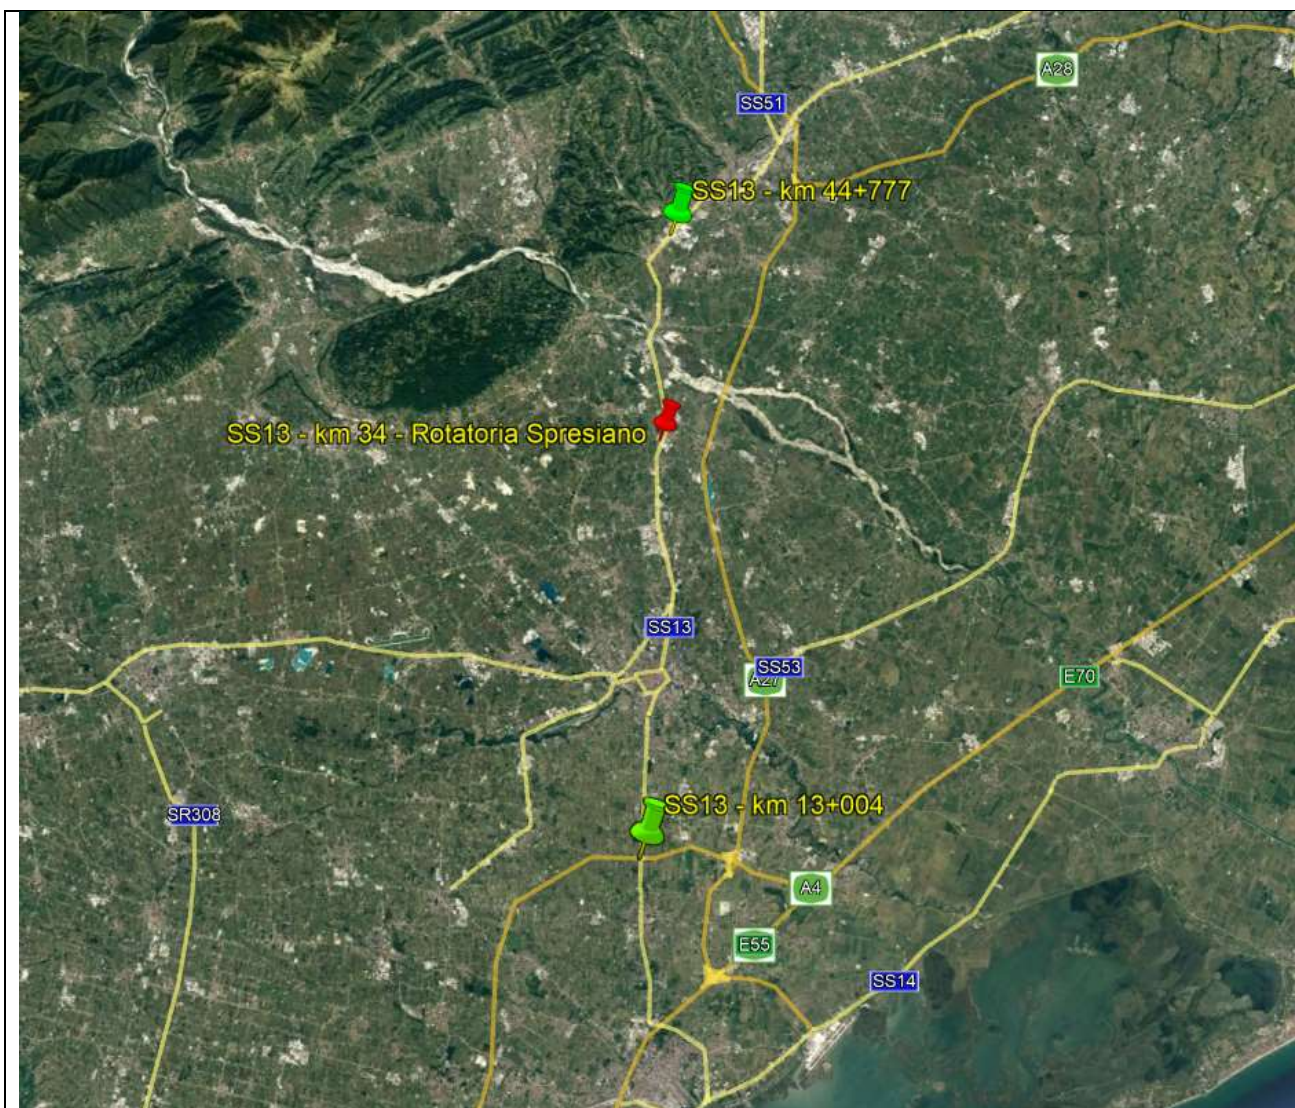 A28
SS51
SS13 - km 44+777
SS13 - km 34 - Rotatoria Spresiano
SS13
SS53
A27
E70
SS13 - km 13+004
SR308
A4
E55
SS14